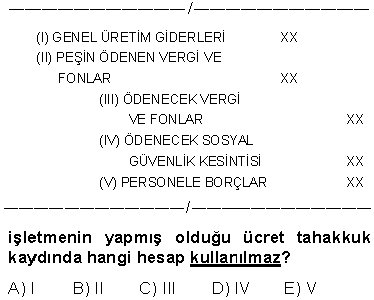 ——————————————/——————————————
(I) GENEL ÜRETİM GİDERLERİ XX
(II) PEŞİN ÖDENEN VERGİ VE
FONLAR XX
(III) ÖDENECEK VERGİ
VE FONLAR XX
(IV) ÖDENECEK SOSYAL
GÜVENLİK KESİNTİSİ XX
(V) PERSONELE BORÇLAR XX
——————————————/——————————————
işletmenin yapmış olduğu ücret tahakkuk
kaydında hangi hesap kullanılmaz?
A) I B) II C) III D) IV E) V